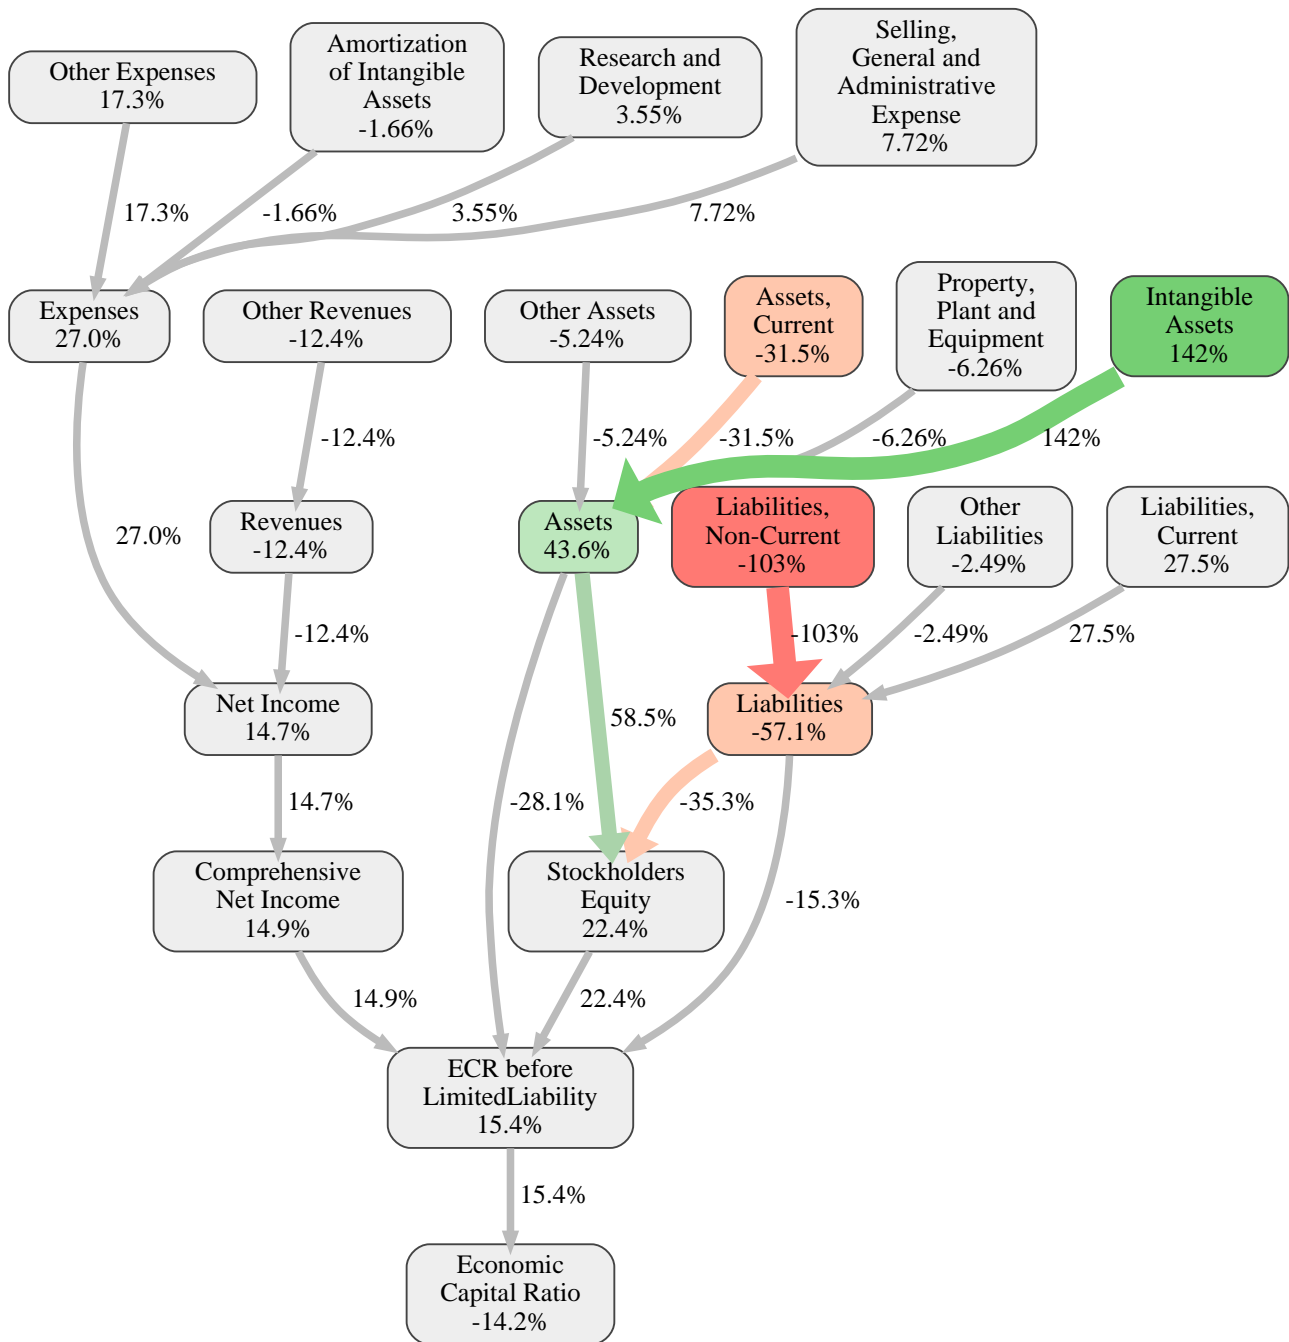 Other Expenses
17.3%
Amortization
of Intangible
Assets
-1.66%
Research and
Development
3.55%
Selling,
General and
Administrative
Expense
7.72%
17.3%
-1.66%
3.55%
7.72%
Expenses
27.0%
Other Revenues
-12.4%
Other Assets
-5.24%
Assets,
Current
-31.5%
Property,
Plant and
Equipment
-6.26%
Intangible
Assets
142%
-12.4%
-5.24%
-31.5%
-6.26%
142%
27.0%
Revenues
-12.4%
Assets
43.6%
Liabilities,
Non-Current
-103%
Other
Liabilities
-2.49%
Liabilities,
Current
27.5%
-12.4%
-103%
-2.49%
27.5%
Net Income
14.7%
58.5%
Liabilities
-57.1%
14.7%
-28.1%
-35.3%
Comprehensive
Net Income
14.9%
Stockholders
Equity
22.4%
-15.3%
14.9%
22.4%
ECR before
LimitedLiability
15.4%
15.4%
Economic
Capital Ratio
-14.2%